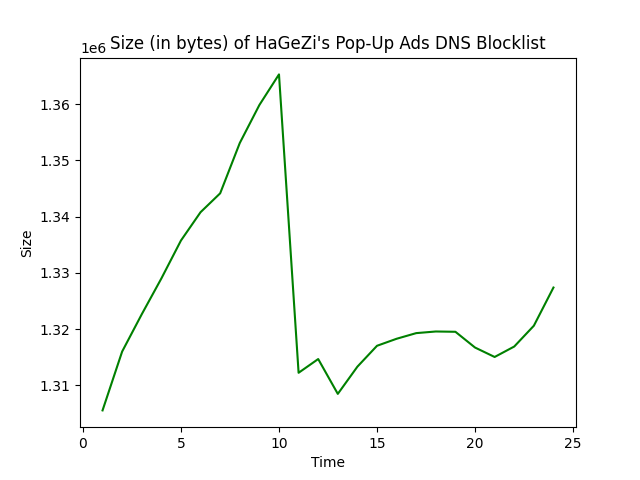 Size (in bytes) of HaGeZi's Pop-Up Ads DNS Blocklist
1e6
1.36
1.35
1.34
1.33
1.32
1.31
Size
0 5 10 15 20 25
Time